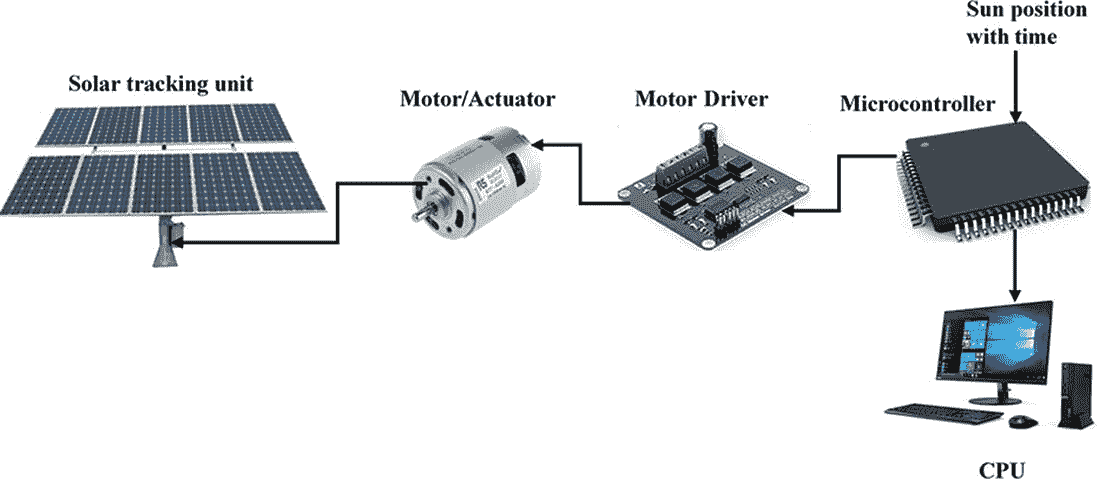 Sun position
with time
Solar tracking unit
Motor/Actuator
Motor Driver
Microcontroller
CPU